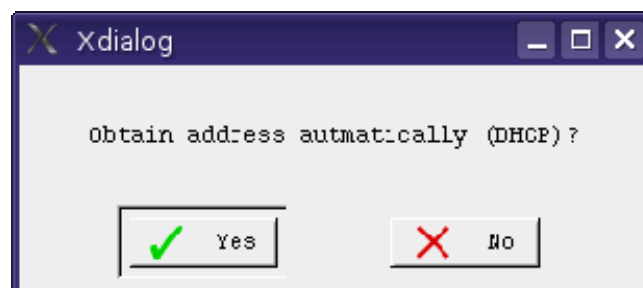 Xdialog
Obtain address autmatically (DHCP)?
Yes
No